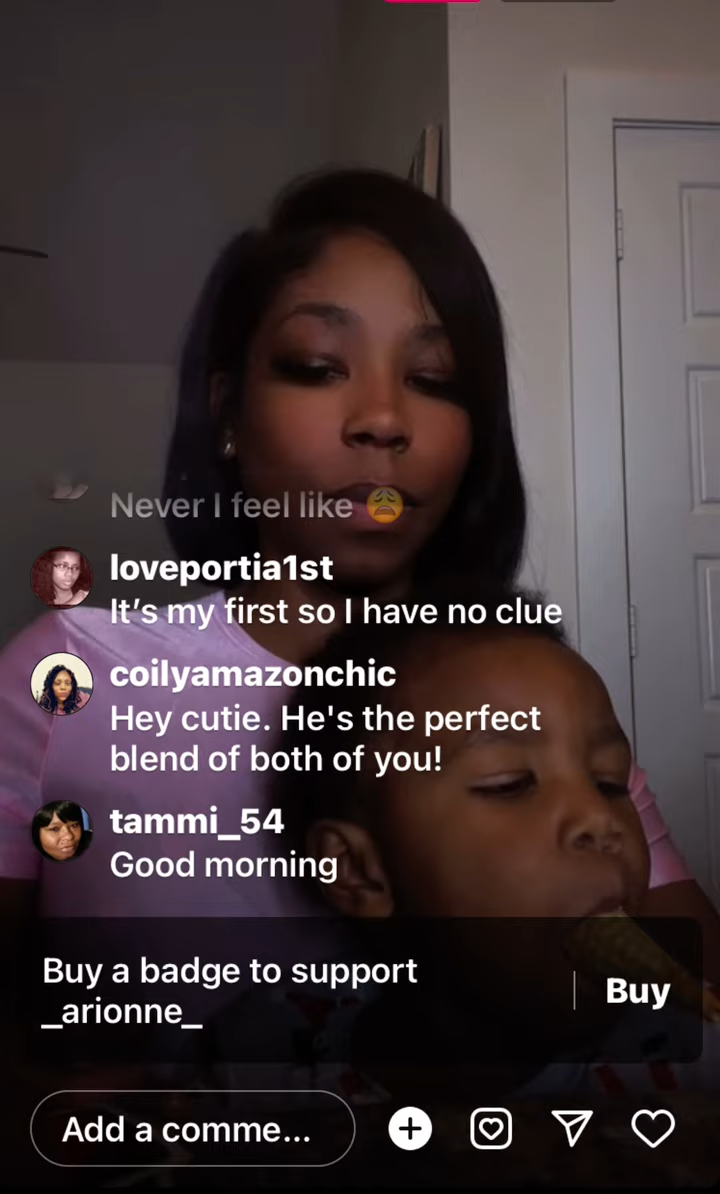 Never I feel like 😩
loveportia1st
It's my first so I have no clue
coilyamazonchic
Hey cutie. He's the perfect
blend of both of you!
tammi_54
Good morning
Buy a badge to support
_arionne_
Buy
Add a comme...